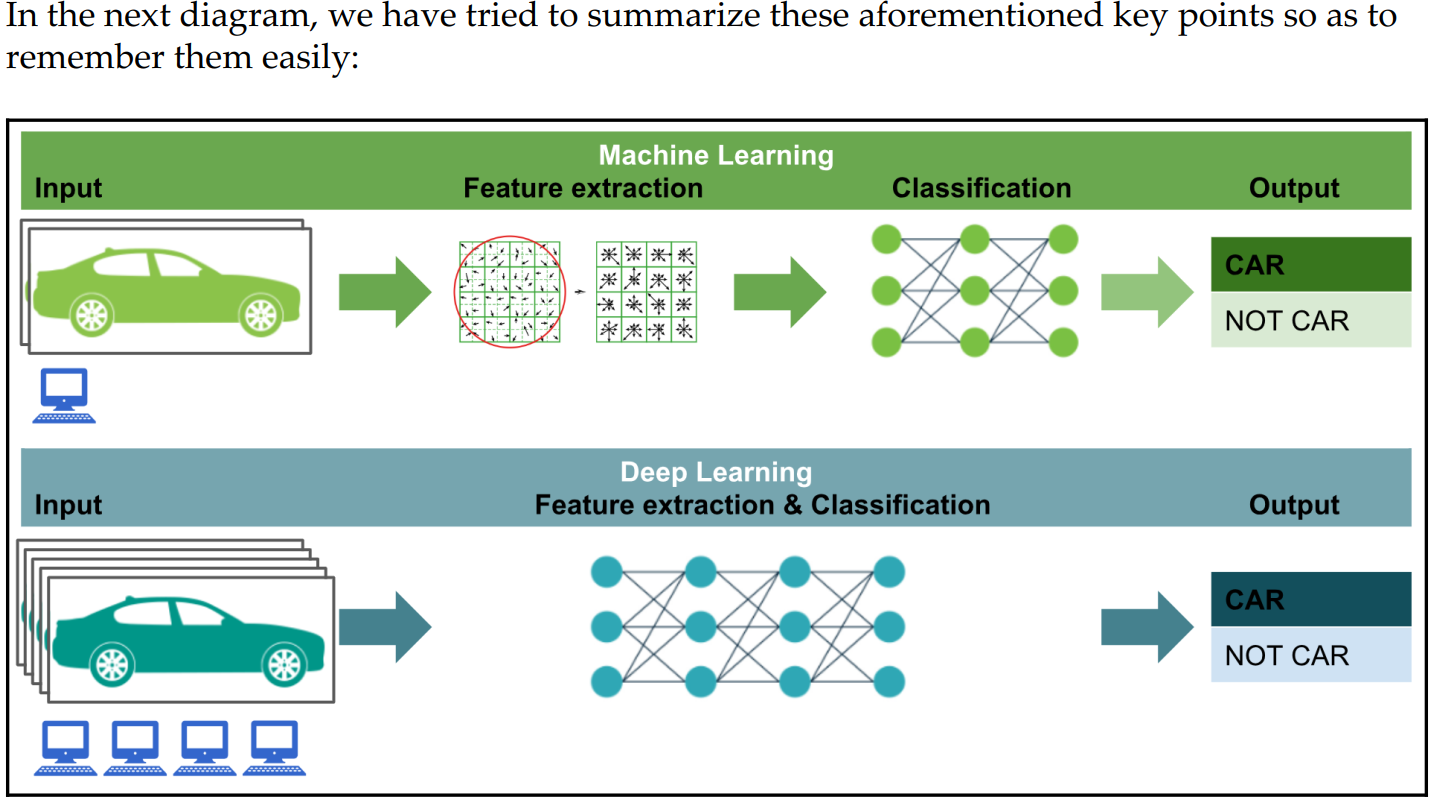 In the next diagram, we have tried to summarize these aforementioned key points so as to
remember them easily:
Machine Learning
Input Feature extraction Classification Output
CAR
NOT CAR
Deep Learning
Input Feature extraction & Classification Output
CAR
NOT CAR